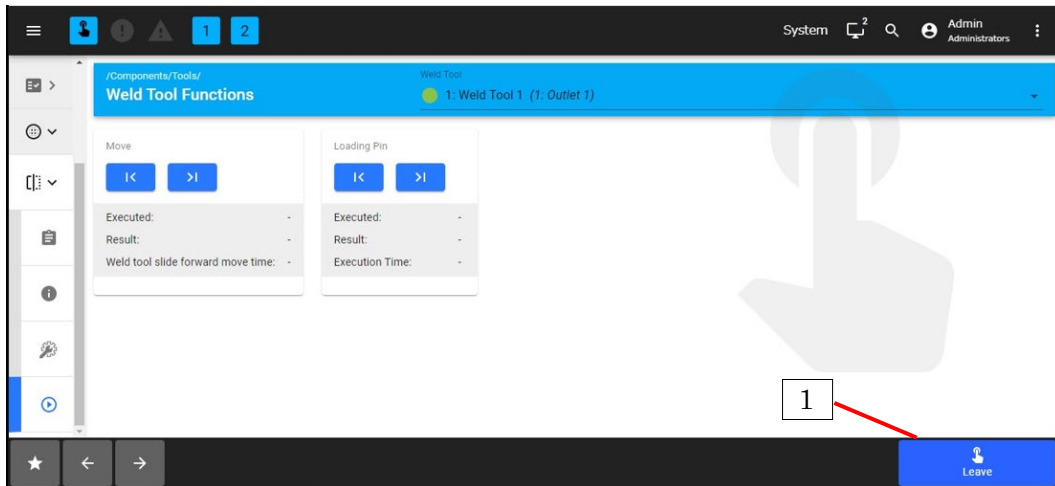 1 2 System 2 Admin
Administrators
/Components/Tools/
Weld Tool Functions
Weld Tool
1: Weld Tool 1 (1: Outlet 1)
Move
Executed: -
Result: -
Weld tool slide forward move time: -
Loading Pin
Executed: -
Result: -
Execution Time: -
1
Leave